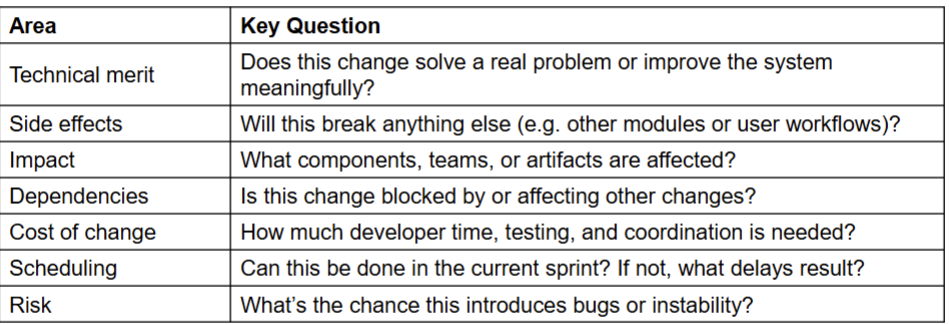 Area Key Question
Technical merit Does this change solve a real problem or improve the system
meaningfully?
Side effects Will this break anything else (e.g. other modules or user workflows)?
Impact What components, teams, or artifacts are affected?
Dependencies Is this change blocked by or affecting other changes?
Cost of change How much developer time, testing, and coordination is needed?
Scheduling Can this be done in the current sprint? If not, what delays result?
Risk What’s the chance this introduces bugs or instability?